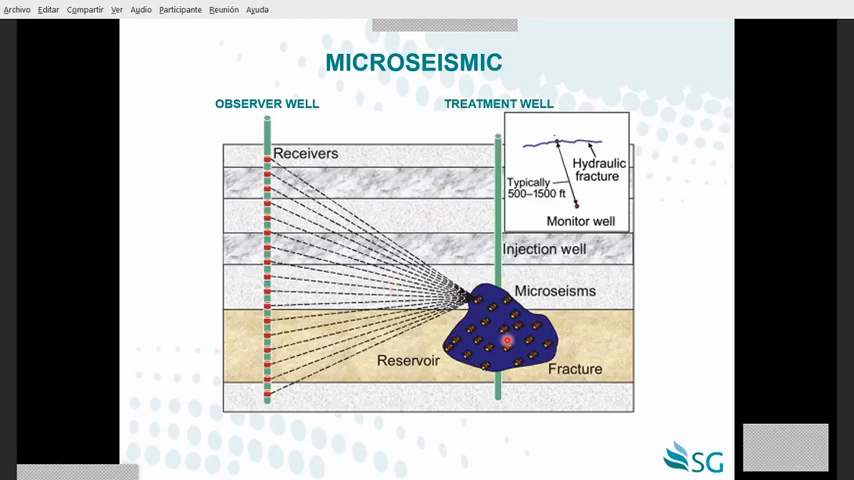 Archivo Editar Compartir Ver Audio Participante Reunión Ayuda
MICROSEISMIC
OBSERVER WELL
TREATMENT WELL
Receivers
Hydraulic
fracture
Typically
500–1500 ft
Monitor well
Injection well
Microseisms
Reservoir
Fracture
SG